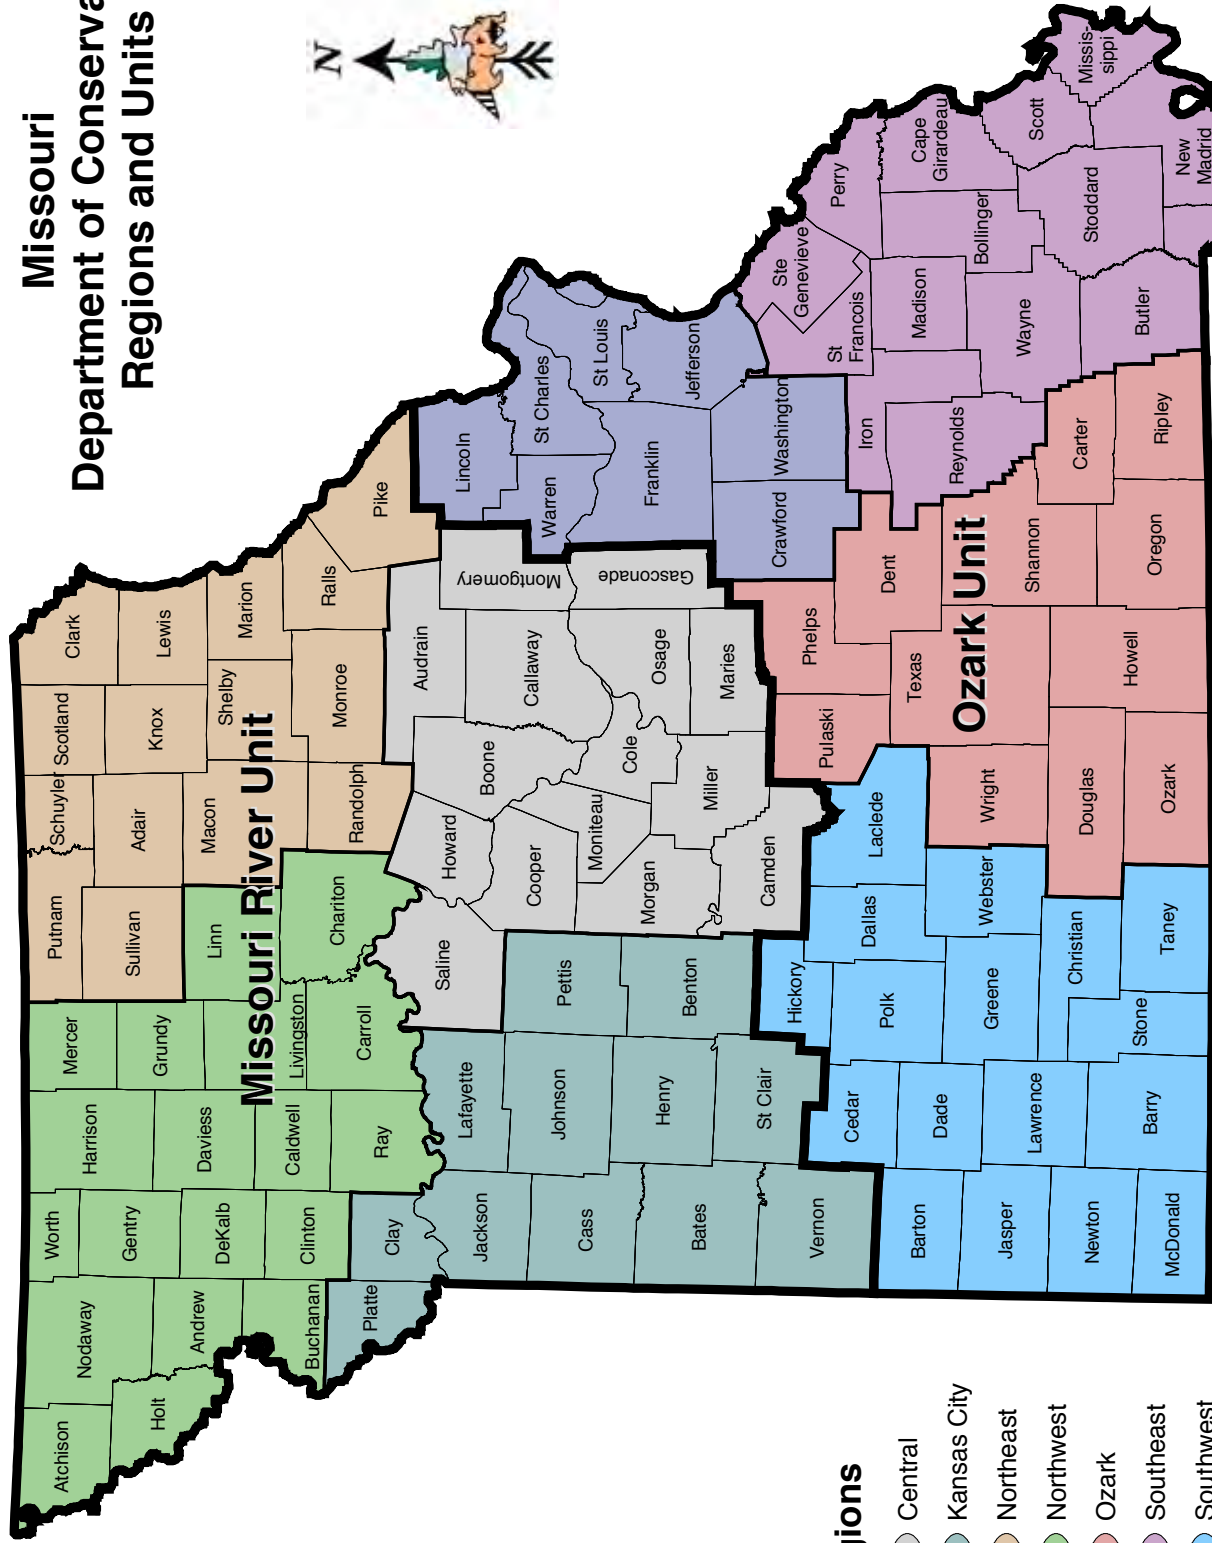 Missouri
Department of Conserva
Regions and Units
N
Missouri River Unit
Ozark Unit
Atchison
Nodaway
Worth
Harrison
Mercer
Putnam
Schuyler
Scotland
Clark
Holt
Andrew
Gentry
DeKalb
Daviess
Grundy
Sullivan
Adair
Knox
Lewis
Buchanan
Clinton
Caldwell
Livingston
Linn
Macon
Shelby
Marion
Platte
Clay
Ray
Carroll
Chariton
Randolph
Monroe
Ralls
Pike
Jackson
Lafayette
Saline
Howard
Boone
Audrain
Callaway
Montgomery
Lincoln
Warren
St Charles
St Louis
Cass
Johnson
Pettis
Cooper
Moniteau
Cole
Osage
Gasconade
Franklin
Jefferson
Bates
Henry
Benton
Morgan
Miller
Maries
Vernon
St Clair
Hickory
Camden
Pulaski
Phelps
Crawford
Washington
Ste
Genevieve
St
Francois
Perry
Barton
Cedar
Polk
Dallas
Laclede
Texas
Dent
Iron
Madison
Cape
Girardeau
Bollinger
Reynolds
Wayne
Scott
Missis-
sippi
Stoddard
New
Madrid
Jasper
Dade
Greene
Webster
Wright
Shannon
Carter
Butler
Newton
Lawrence
Christian
Douglas
Howell
Oregon
Ripley
McDonald
Barry
Stone
Taney
Ozark
gions
Central
Kansas City
Northeast
Northwest
Ozark
Southeast
Southwest